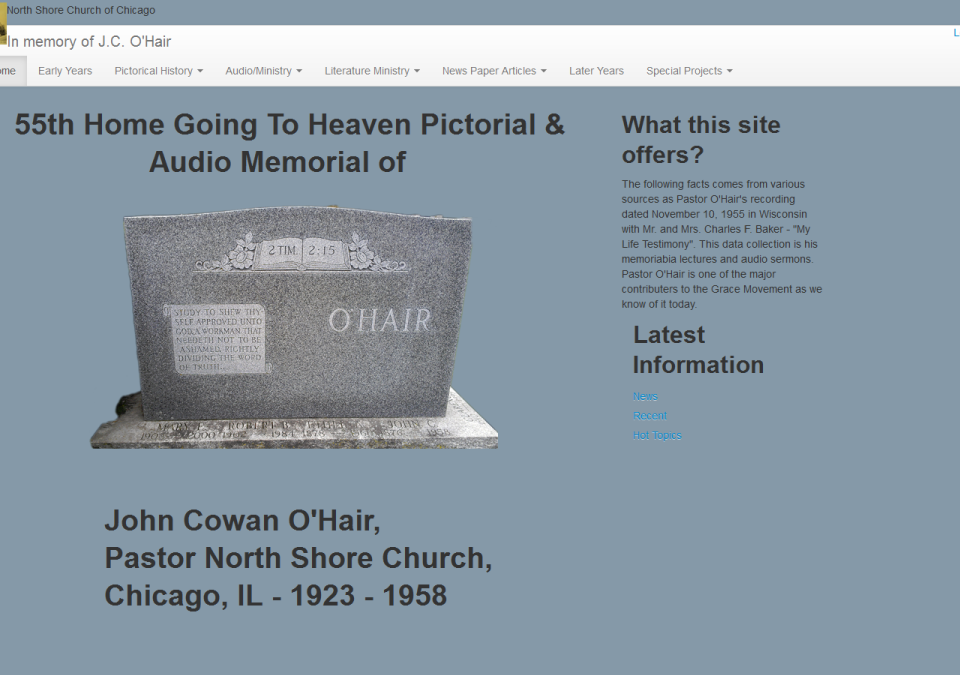 North Shore Church of Chicago
In memory of J.C. O'Hair
L
ome
Early Years
Pictorical History
Audio/Ministry
Literature Ministry
News Paper Articles
Later Years
Special Projects
55th Home Going To Heaven Pictorial &
Audio Memorial of
2 TIM. 2:15
STUDY TO SHEW THY-
SELF APPROVED UNTO
GOD, A WORKMAN THAT
NEEDETH NOT TO BE
ASHAMED, RIGHTLY
DIVIDING THE WORD
OF TRUTH...
O'HAIR
MARY E.
ROBERT
JOHN C.
John Cowan O'Hair,
Pastor North Shore Church,
Chicago, IL - 1923 - 1958
What this site
offers?
The following facts comes from various
sources as Pastor O'Hair's recording
dated November 10, 1955 in Wisconsin
with Mr. and Mrs. Charles F. Baker - "My
Life Testimony". This data collection is his
memoriabia lectures and audio sermons.
Pastor O'Hair is one of the major
contributers to the Grace Movement as we
know of it today.
Latest
Information
News
Recent
Hot Topics